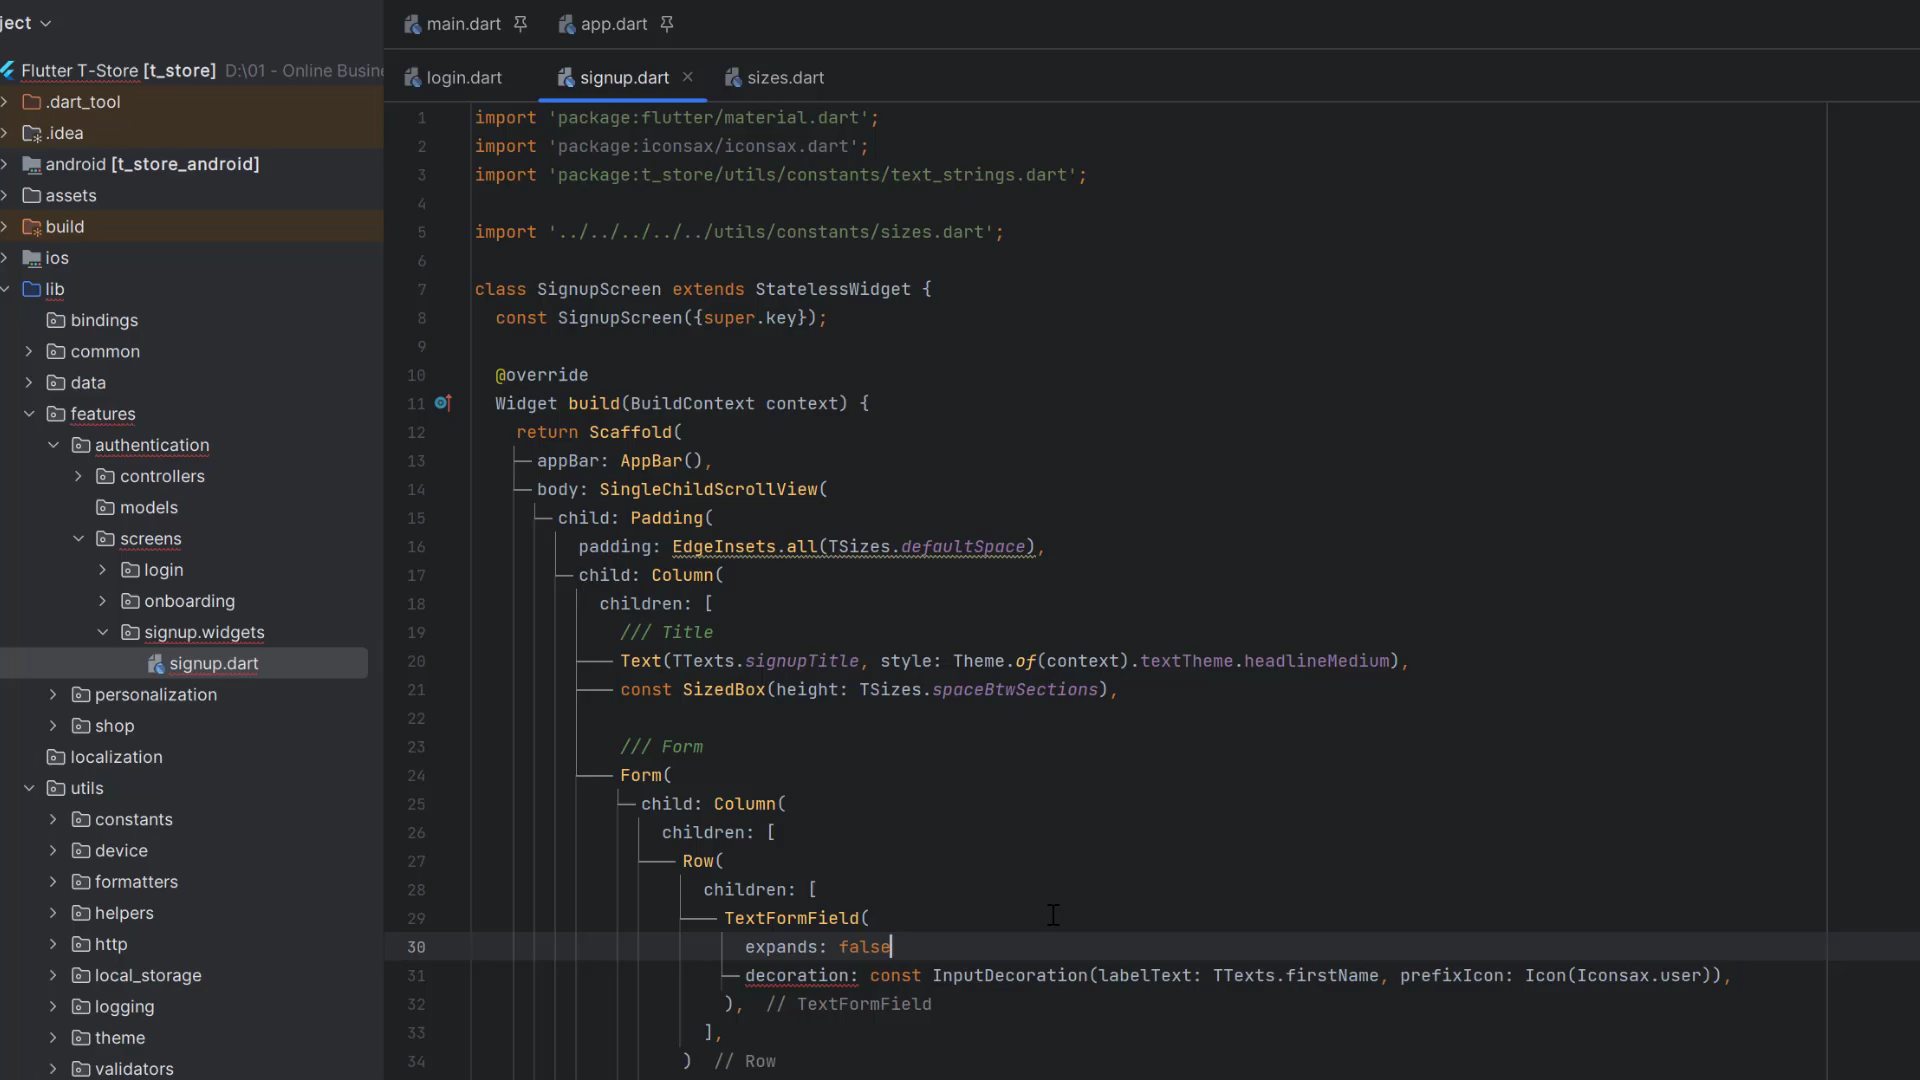 ject
main.dart
app.dart
login.dart
signup.dart
sizes.dart
Flutter T-Store [t_store] D:\01 - Online Busin
.dart_tool
.idea
android [t_store_android]
assets
build
ios
lib
bindings
common
data
features
authentication
controllers
models
screens
login
onboarding
signup.widgets
signup.dart
personalization
shop
localization
utils
constants
device
formatters
helpers
http
local_storage
logging
theme
validators
1 import 'package:flutter/material.dart';
2 import 'package:iconsax/iconsax.dart';
3 import 'package:t_store/utils/constants/text_strings.dart';
4
5 import '../../../../../utils/constants/sizes.dart';
6
7 class SignupScreen extends StatelessWidget {
8 const SignupScreen({super.key});
9
10 @override
11 Widget build(BuildContext context) {
12 return Scaffold(
13 appBar: AppBar(),
14 body: SingleChildScrollView(
15 child: Padding(
16 padding: EdgeInsets.all(TSizes.defaultSpace),
17 child: Column(
18 children: [
19 /// Title
20 Text(TTexts.signupTitle, style: Theme.of(context).textTheme.headlineMedium),
21 const SizedBox(height: TSizes.spaceBtwSections),
22
23 /// Form
24 Form(
25 child: Column(
26 children: [
27 Row(
28 children: [
29 TextFormField(
30 expands: false
31 decoration: const InputDecoration(labelText: TTexts.firstName, prefixIcon: Icon(Iconsax.user)),
32 ), // TextFormField
33 ],
34 ) // Row